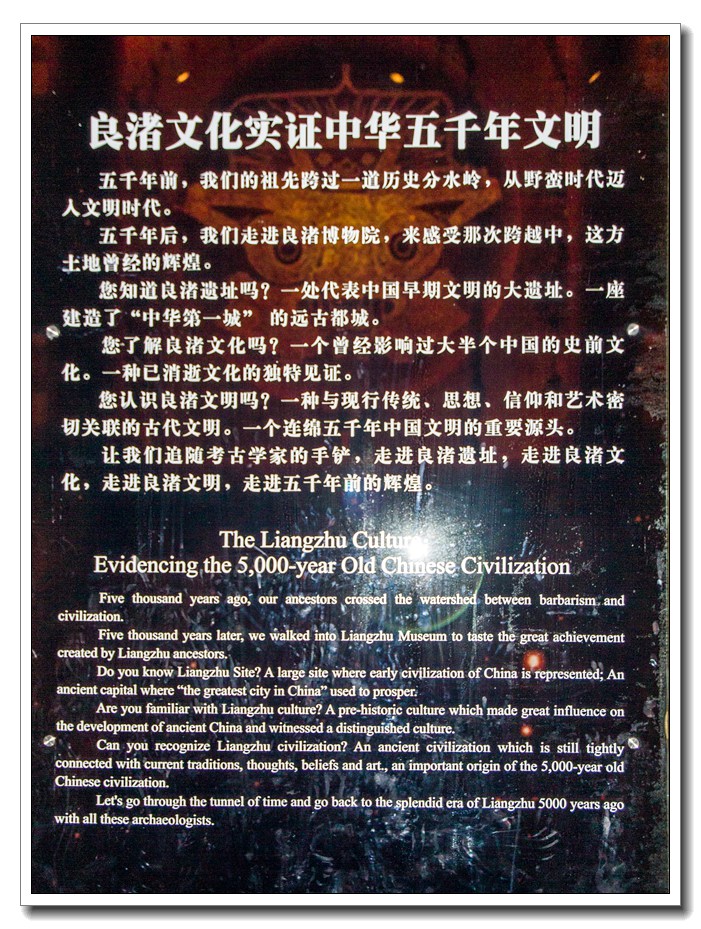 良渚文化实证中华五千年文明
五千年前，我们的祖先跨过一道历史分水岭，从野蛮时代迈
入文明时代。
五千年后，我们走进良渚博物院，来感受那次跨越中，这方
土地曾经的辉煌。
您知道良渚遗址吗？一处代表中国早期文明的大遗址。一座
建造了“中华第一城” 的远古都城。
您了解良渚文化吗？一个曾经影响过大半个中国的史前文
化。一种已消逝文化的独特见证。
您认识良渚文明吗？一种与现行传统、思想、信仰和艺术密
切关联的古代文明。一个连绵五千年中国文明的重要源头。
让我们追随考古学家的手铲，走进良渚遗址，走进良渚文
化，走进良渚文明，走进五千年前的辉煌。
The Liangzhu Culture
Evidencing the 5,000-year Old Chinese Civilization
Five thousand years ago, our ancestors crossed the watershed between barbarism and
civilization.
Five thousand years later, we walked into Liangzhu Museum to taste the great achievement
created by Liangzhu ancestors.
Do you know Liangzhu Site? A large site where early civilization of China is represented; An
ancient capital where “the greatest city in China” used to prosper.
Are you familiar with Liangzhu culture? A pre-historic culture which made great influence on
the development of ancient China and witnessed a distinguished culture.
Can you recognize Liangzhu civilization? An ancient civilization which is still tightly
connected with current traditions, thoughts, beliefs and art., an important origin of the 5,000-year old
Chinese civilization.
Let's go through the tunnel of time and go back to the splendid era of Liangzhu 5000 years ago
with all these archaeologists.